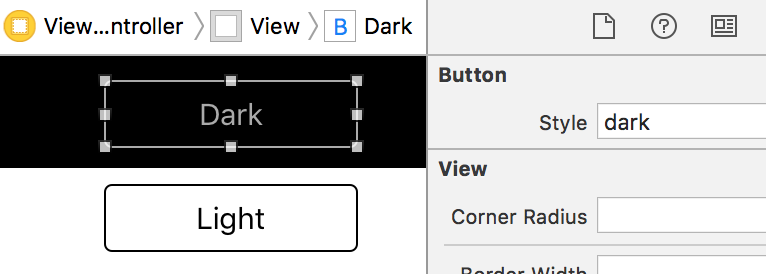 View...ntroller View B Dark
Button
Dark
Style dark
View
Corner Radius
Light
Border Width